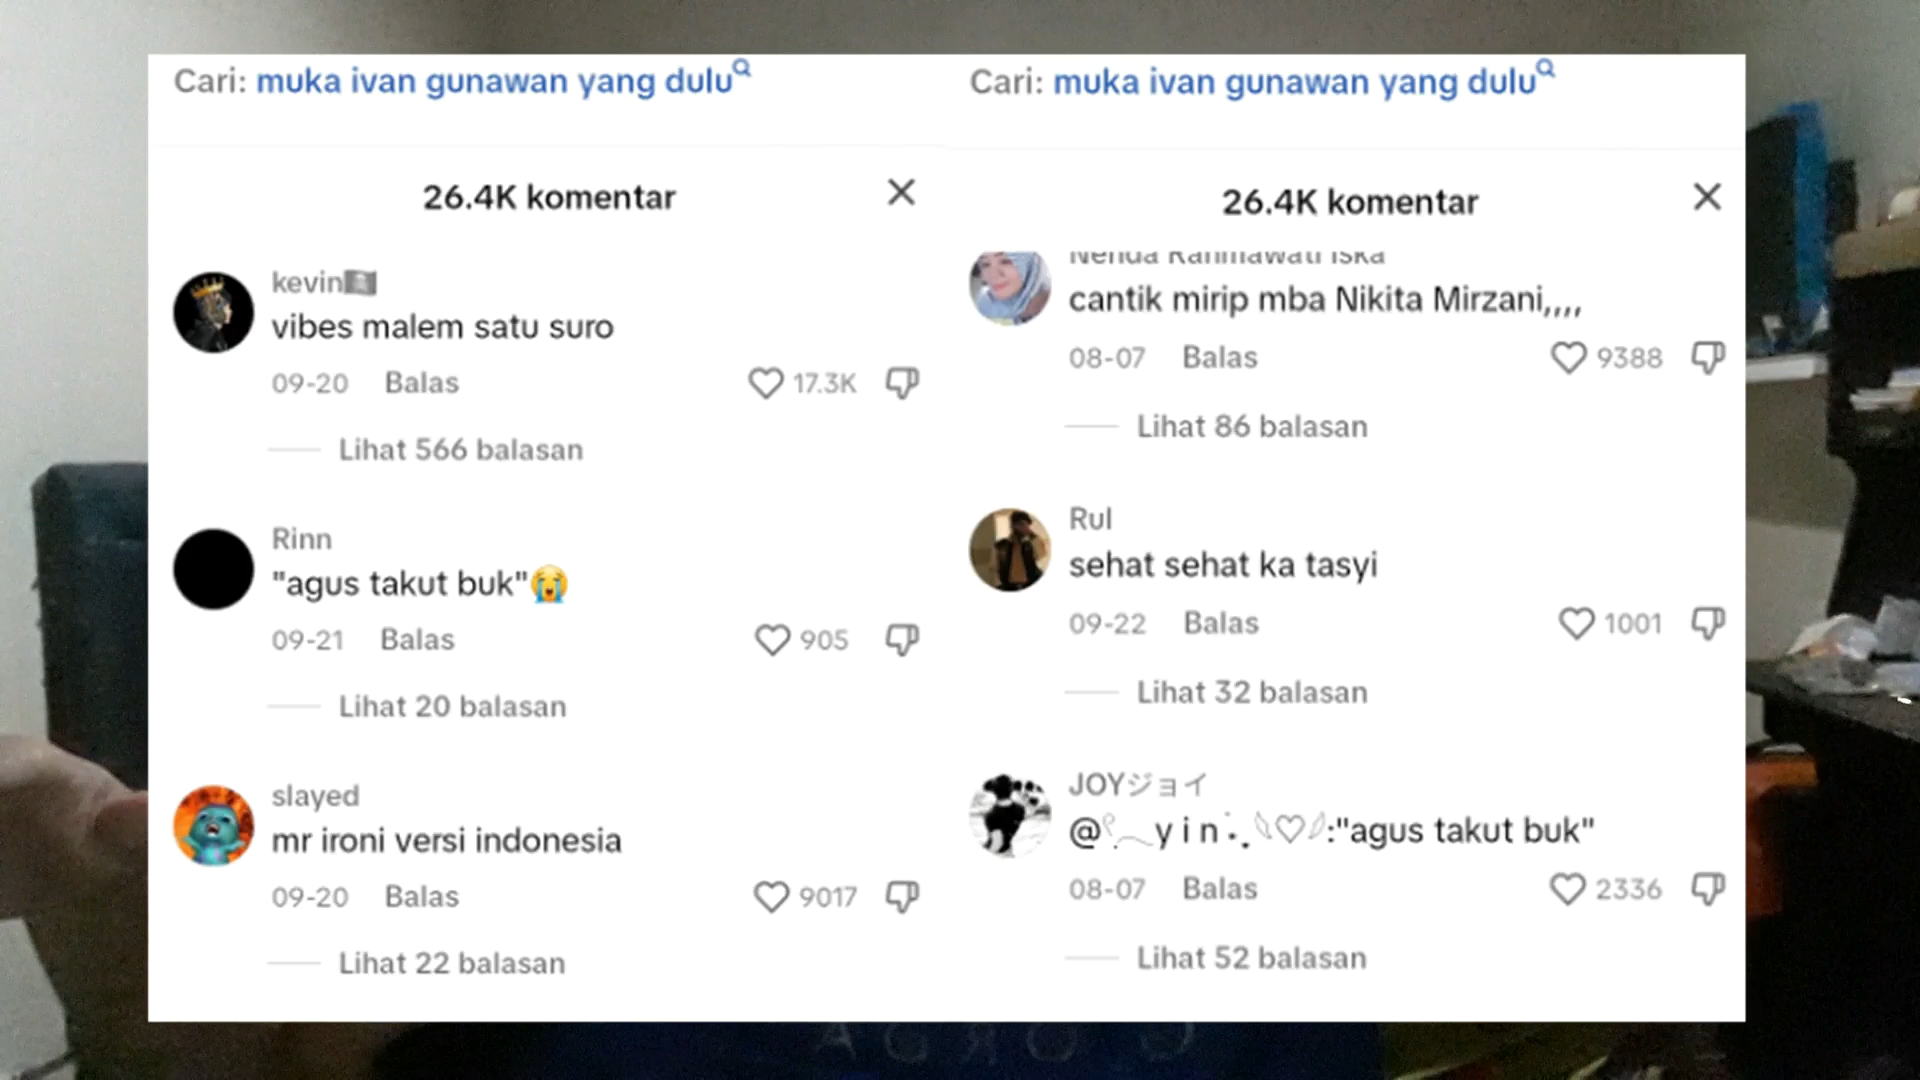 Cari: muka ivan gunawan yang dulu
26.4K komentar
kevin
vibes malem satu suro
09-20 Balas 17.3K
Lihat 566 balasan
Rinn
"agus takut buk"😭
09-21 Balas 905
Lihat 20 balasan
slayed
mr ironi versi indonesia
09-20 Balas 9017
Lihat 22 balasan
Cari: muka ivan gunawan yang dulu
26.4K komentar
Nenda Rahmawati Iska
cantik mirip mba Nikita Mirzani,,,,
08-07 Balas 9388
Lihat 86 balasan
Rul
sehat sehat ka tasyi
09-22 Balas 1001
Lihat 32 balasan
JOYジョイ
@ y i n :"agus takut buk"
08-07 Balas 2336
Lihat 52 balasan